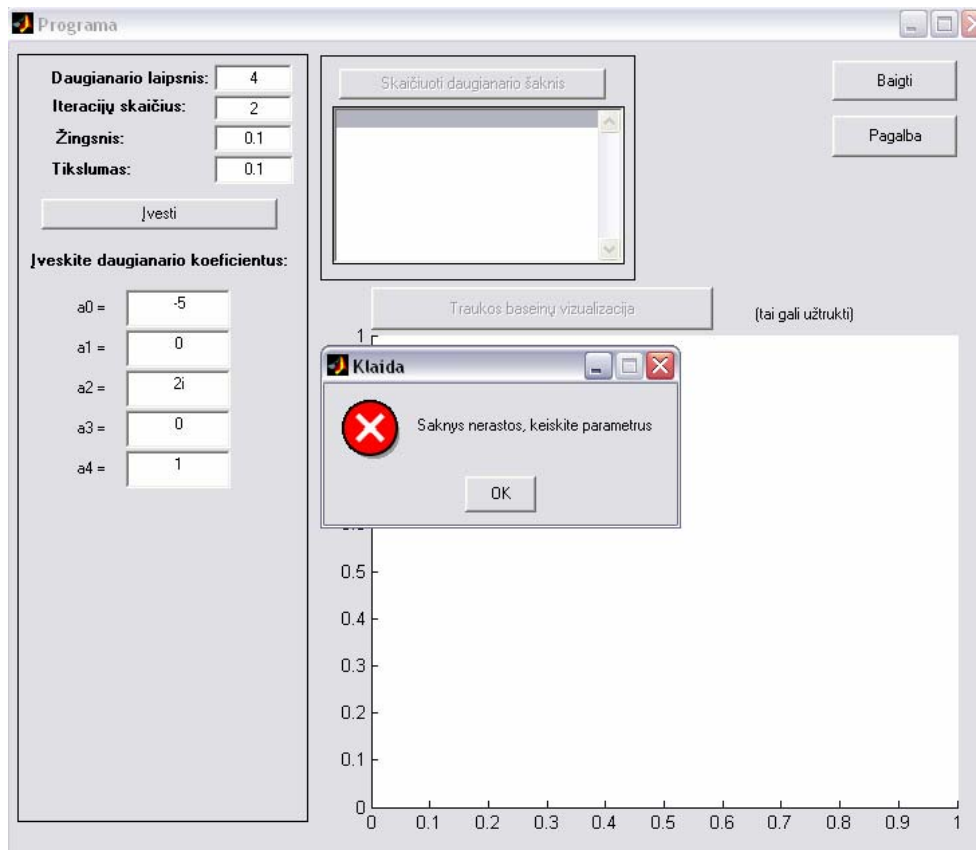 Programa
Daugianario laipsnis: 4
Iteracijų skaičius: 2
Žingsnis: 0.1
Tikslumas: 0.1
Įvesti
Įveskite daugianario koeficientus:
a0 = -5
a1 = 0
a2 = 2i
a3 = 0
a4 = 1
Skaičiuoti daugianario šaknis
Baigti
Pagalba
Traukos baseinų vizualizacija
(tai gali užtrukti)
Klaida
Saknys nerastos, keiskite parametrus
OK
1
0.5
0.4
0.3
0.2
0.1
0
0 0.1 0.2 0.3 0.4 0.5 0.6 0.7 0.8 0.9 1